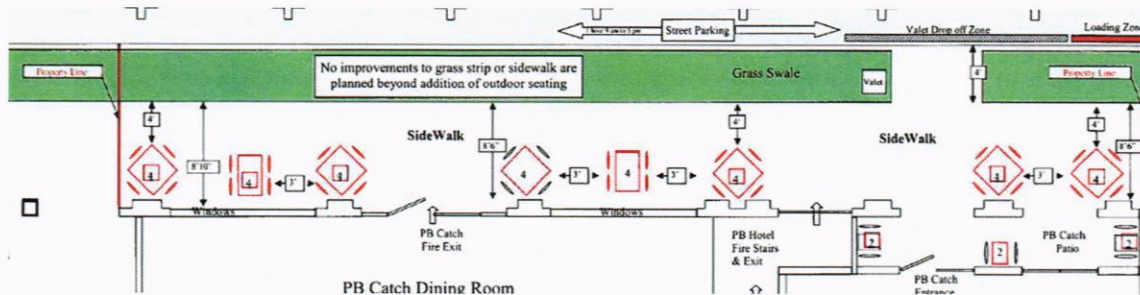 Street Parking
Valet Drop off Zone
Loading Zone
No improvements to grass strip or sidewalk are
planned beyond addition of outdoor seating
Property Line
Grass Swale
Valet
4'
Property Line
4'
4'
4'
SideWalk
SideWalk
8'10"
8'6"
8'6"
4
4
3'
4
4
3'
4
3'
4
4
3'
4
Windows
Windows
PB Catch
Fire Exit
PB Hotel
Fire Stairs
& Exit
2
2
PB Catch
Patio
2
PB Catch
Entrance
PB Catch Dining Room